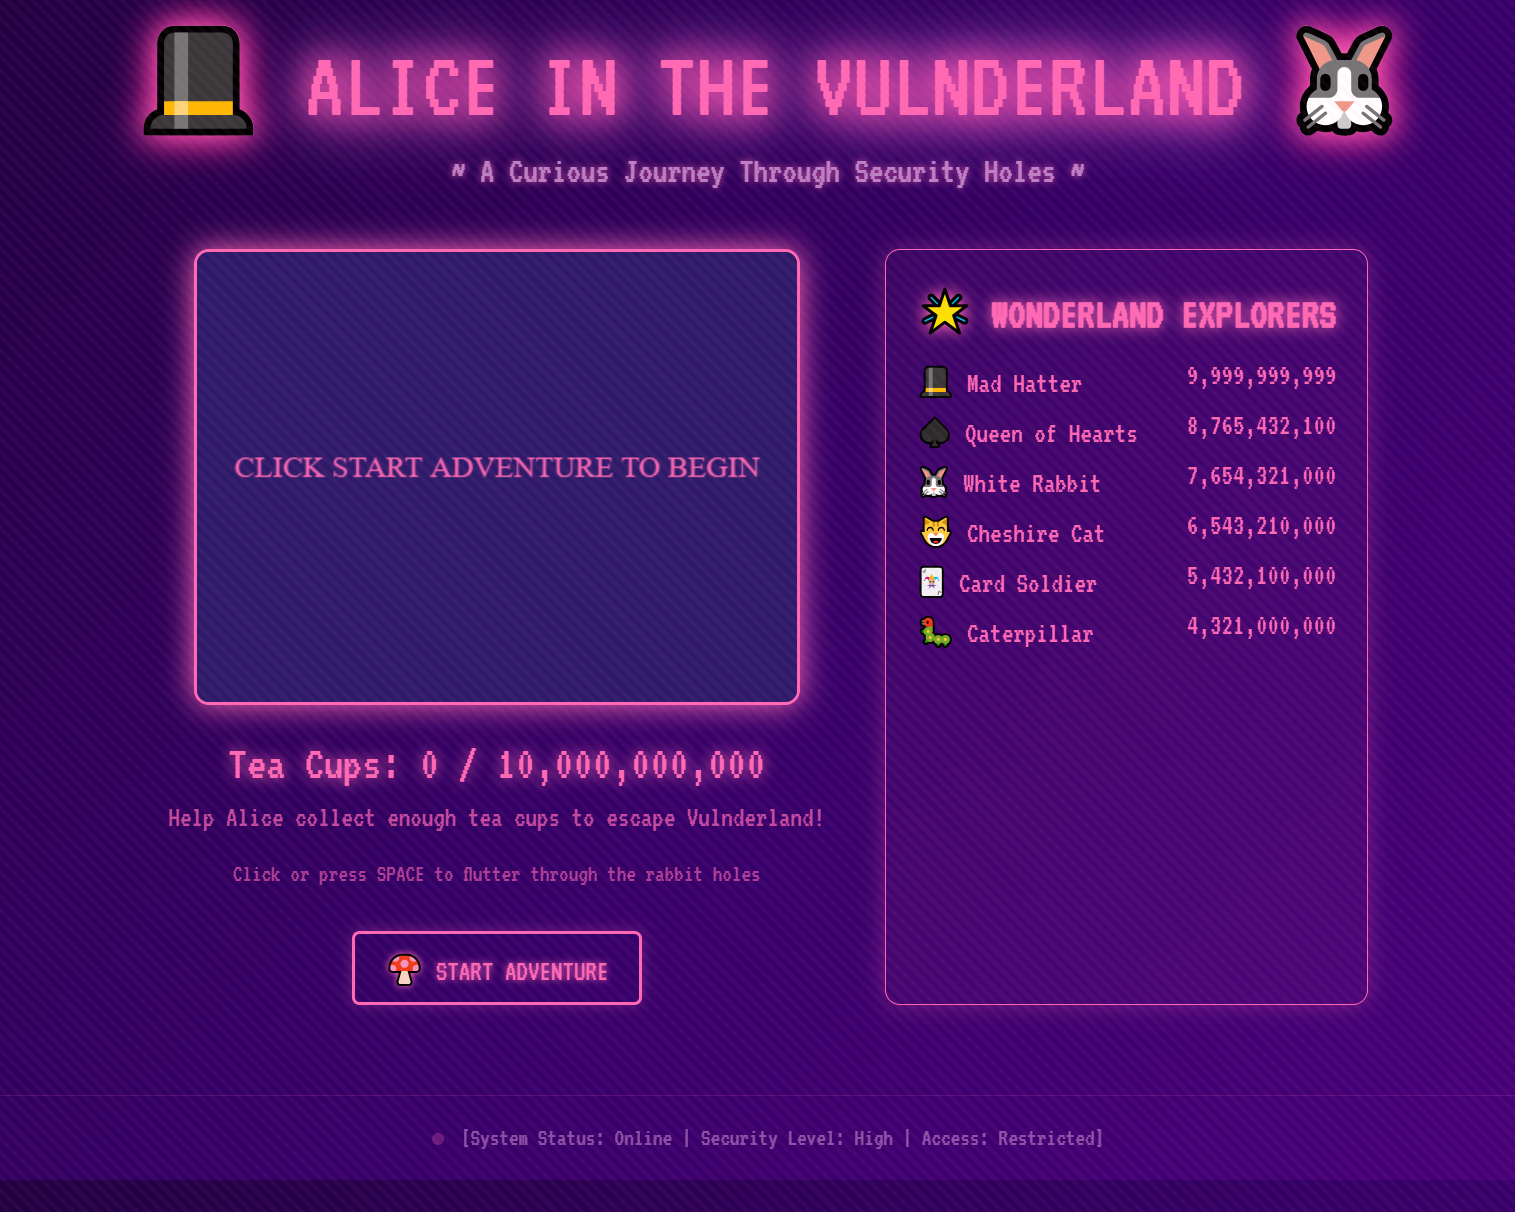 ALICE IN THE VULNDERLAND
~ A Curious Journey Through Security Holes ~
CLICK START ADVENTURE TO BEGIN
Tea Cups: 0 / 10,000,000,000
Help Alice collect enough tea cups to escape Vulnderland!
Click or press SPACE to flutter through the rabbit holes
START ADVENTURE
WONDERLAND EXPLORERS
Mad Hatter 9,999,999,999
Queen of Hearts 8,765,432,100
White Rabbit 7,654,321,000
Cheshire Cat 6,543,210,000
Card Soldier 5,432,100,000
Caterpillar 4,321,000,000
[System Status: Online | Security Level: High | Access: Restricted]